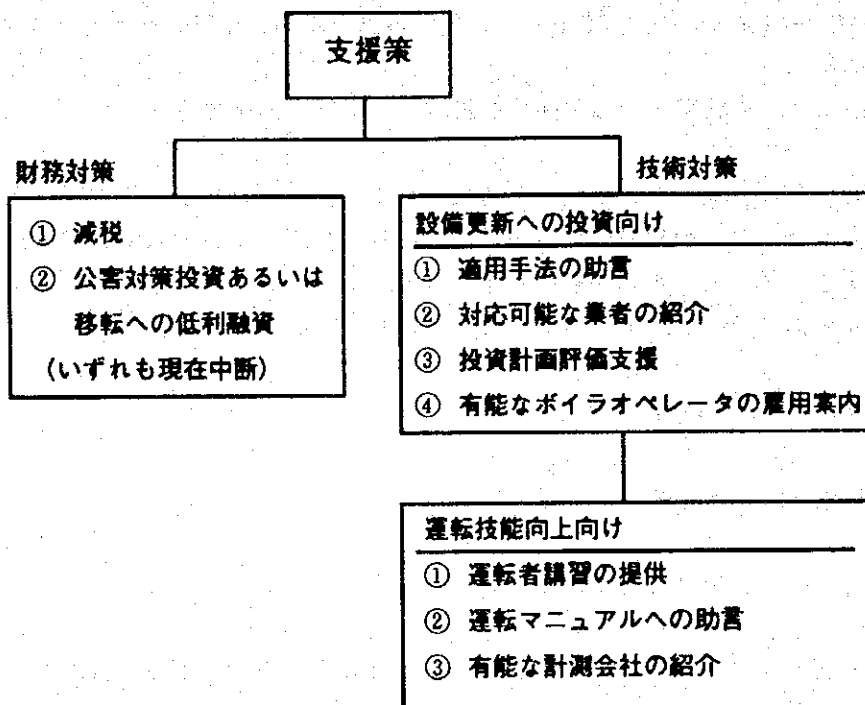 支援策
財務対策
① 減税
② 公害対策投資あるいは
移転への低利融資
(いずれも現在中断)
技術対策
設備更新への投資向け
① 適用手法の助言
② 対応可能な業者の紹介
③ 投資計画評価支援
④ 有能なボイラオペレータの雇用案内
運転技能向上向け
① 運転者講習の提供
② 運転マニュアルへの助言
③ 有能な計測会社の紹介